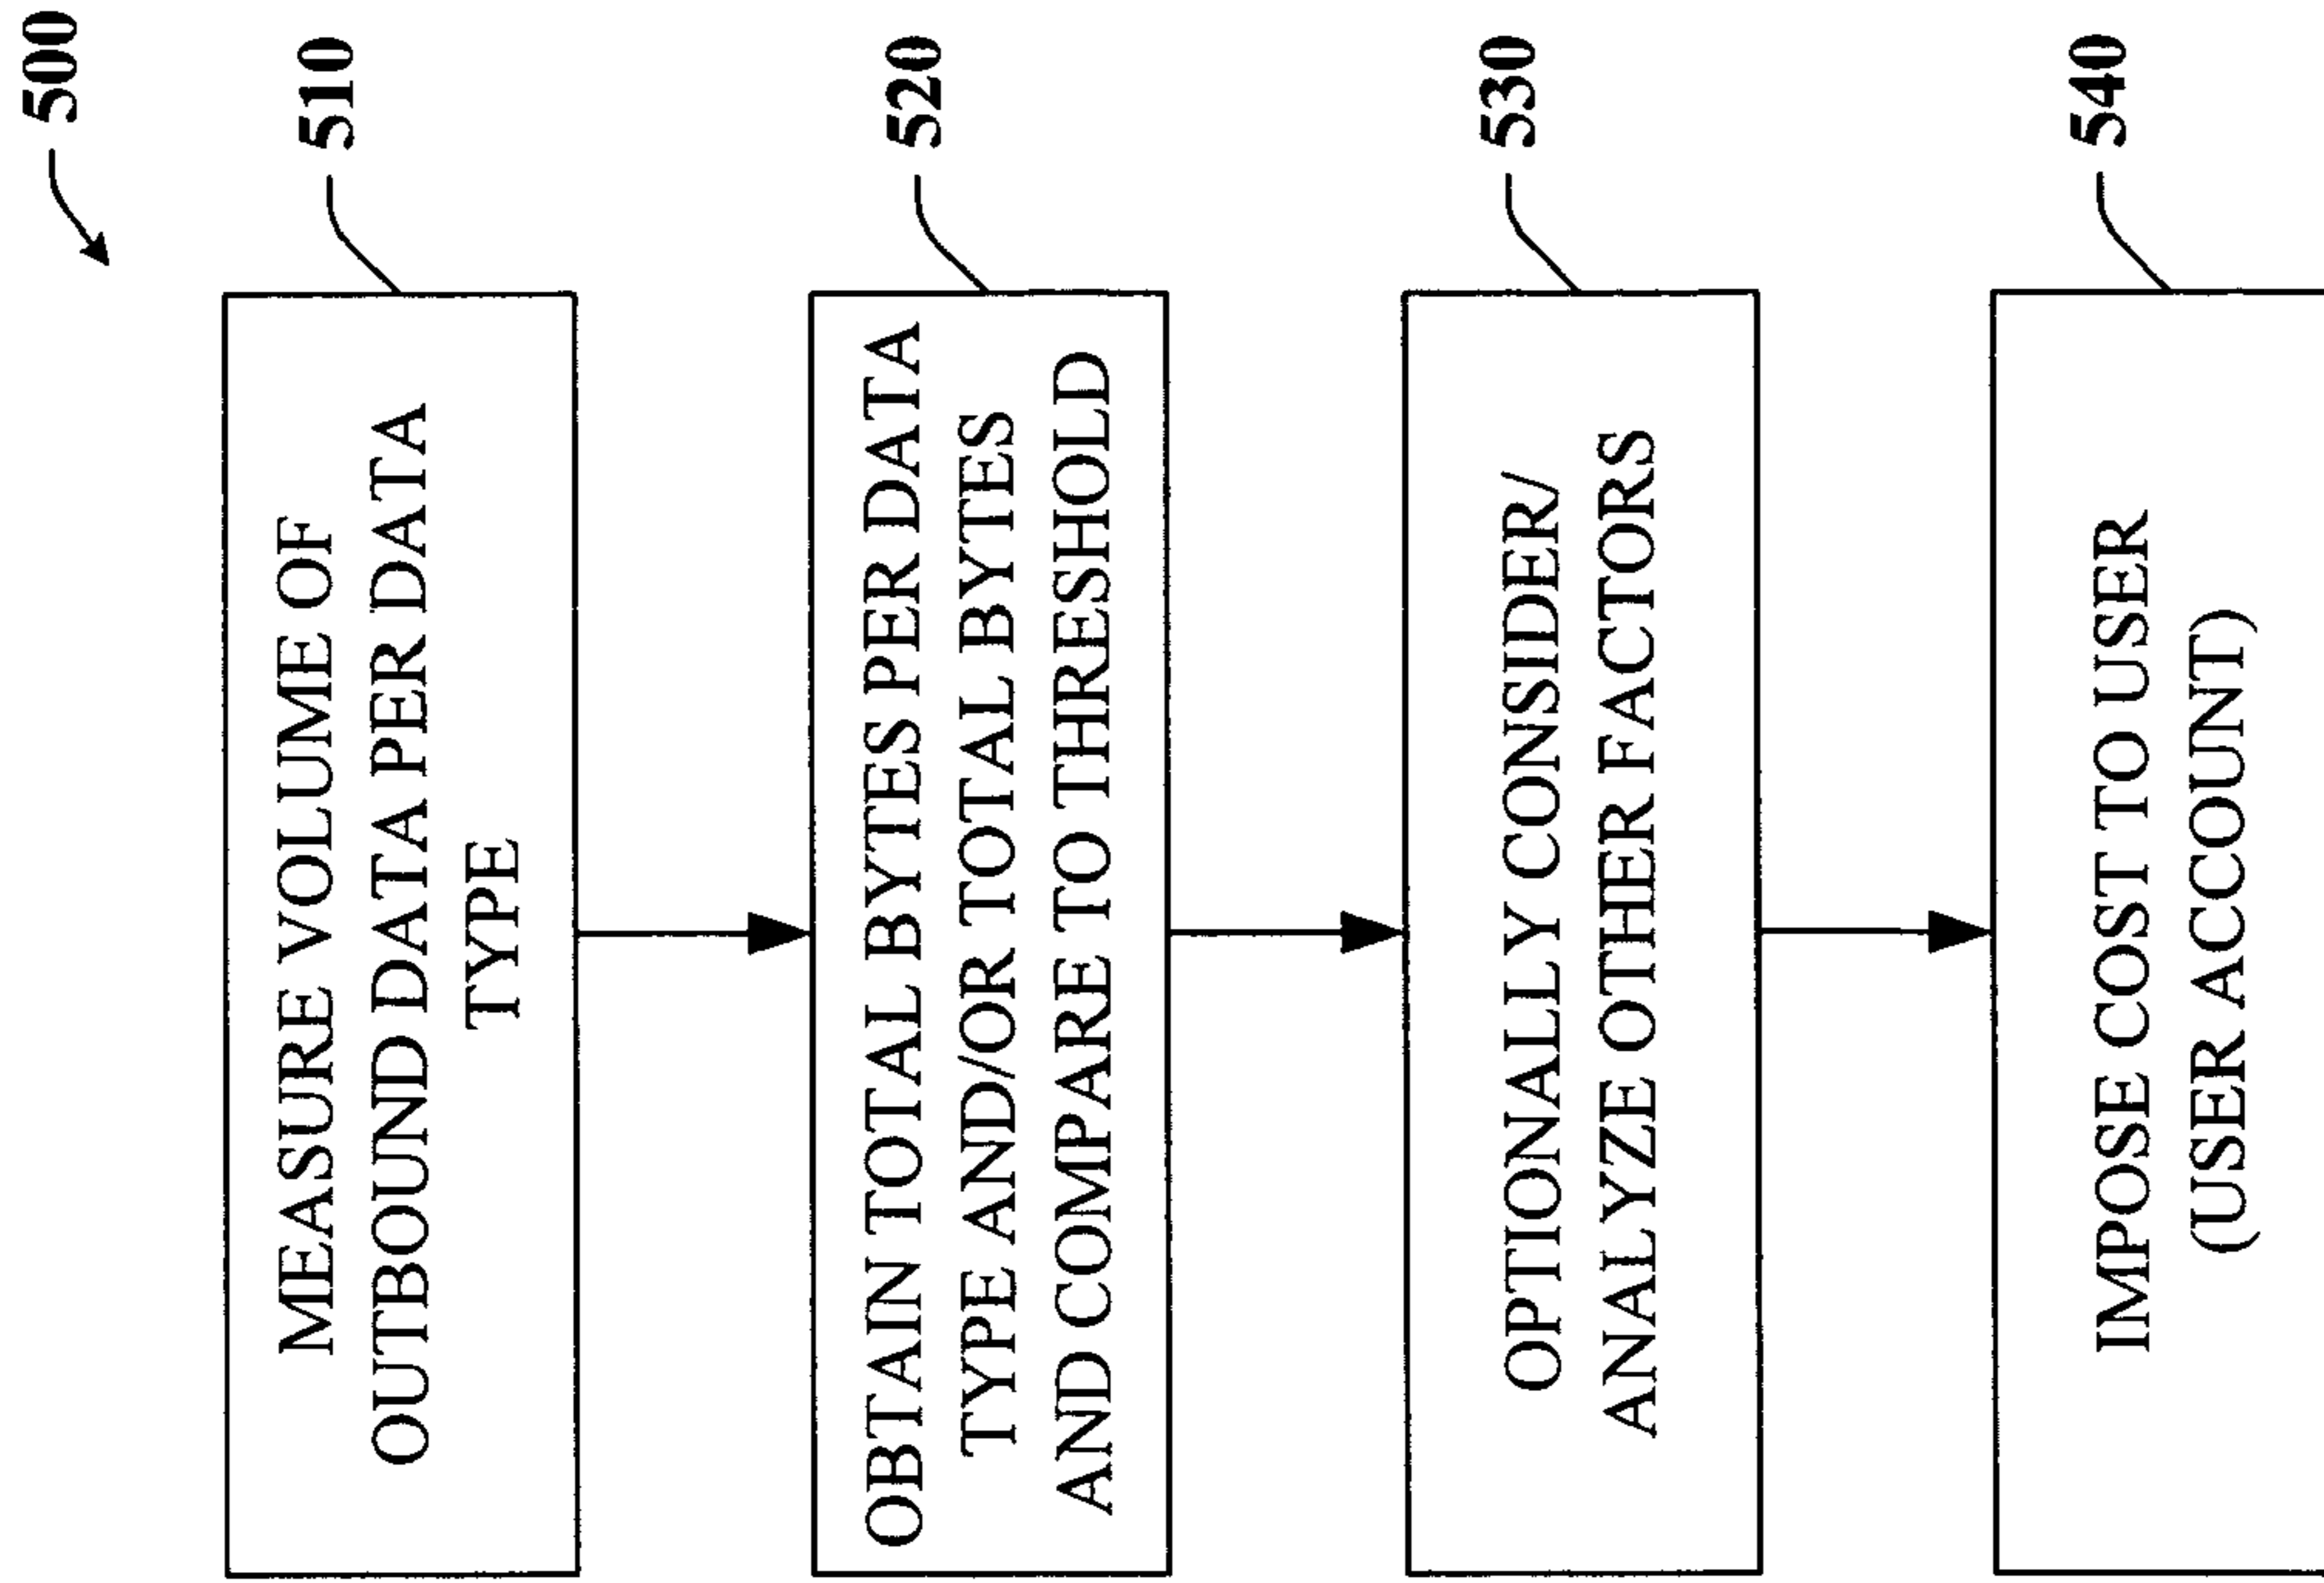 500
510
MEASURE VOLUME OF
OUTBOUND DATA PER DATA
TYPE
520
OBTAIN TOTAL BYTES PER DATA
TYPE AND/OR TOTAL BYTES
AND COMPARE TO THRESHOLD
530
OPTIONALLY CONSIDER/
ANALYZE OTHER FACTORS
540
IMPOSE COST TO USER
(USER ACCOUNT)